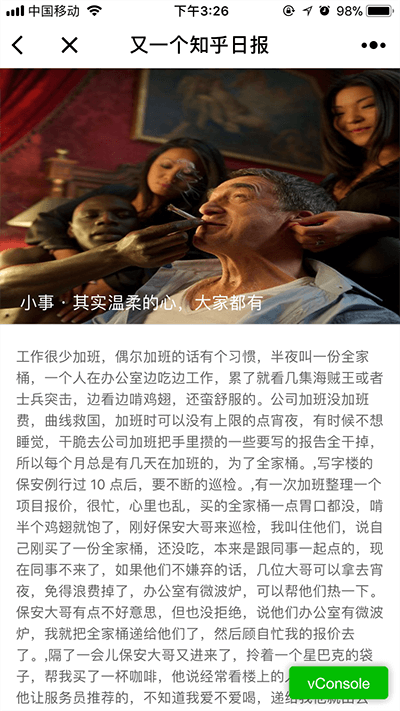 中国移动 下午3:26 98%
又一个知乎日报
小事 · 其实温柔的心，大家都有
工作很少加班，偶尔加班的话有个习惯，半夜叫一份全家
桶，一个人在办公室边吃边工作，累了就看几集海贼王或者
士兵突击，边看边啃鸡翅，还蛮舒服的。公司加班没加班
费，曲线救国，加班时可以没有上限的点宵夜，有时候不想
睡觉，干脆去公司加班把手里攒的一些要写的报告全干掉，
所以每个月总是有几天在加班的，为了全家桶。,写字楼的
保安例行过 10 点后，要不断的巡检。,有一次加班整理一个
项目报价，很忙，心里也乱，买的全家桶一点胃口都没，啃
半个鸡翅就饱了，刚好保安大哥来巡检，我叫住他们，说自
己刚买了一份全家桶，还没吃，本来是跟同事一起点的，现
在同事不来了，如果他们不嫌弃的话，几位大哥可以拿去宵
夜，免得浪费掉了，办公室有微波炉，可以帮他们热一下。
保安大哥有点不好意思，但也没拒绝，说他们办公室有微波
炉，我就把全家桶递给他们了，然后顾自忙我的报价去
了。,隔了一会儿保安大哥又进来了，拎着一个星巴克的袋
子，帮我买了一杯咖啡，他说经常看楼上的人
他让服务员推荐的，不知道我爱不爱喝，递给我他就出去
vConsole